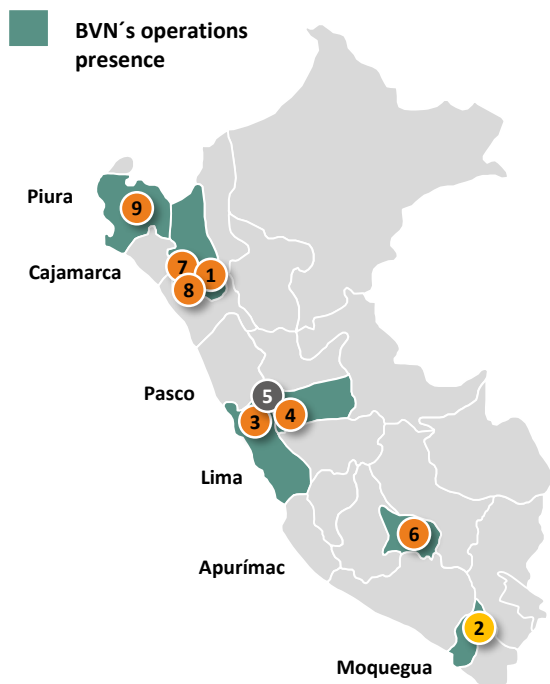 BVN´s operations
presence
Piura
9
Cajamarca
7
1
8
Pasco
5
3
4
Lima
6
Apurímac
2
Moquegua